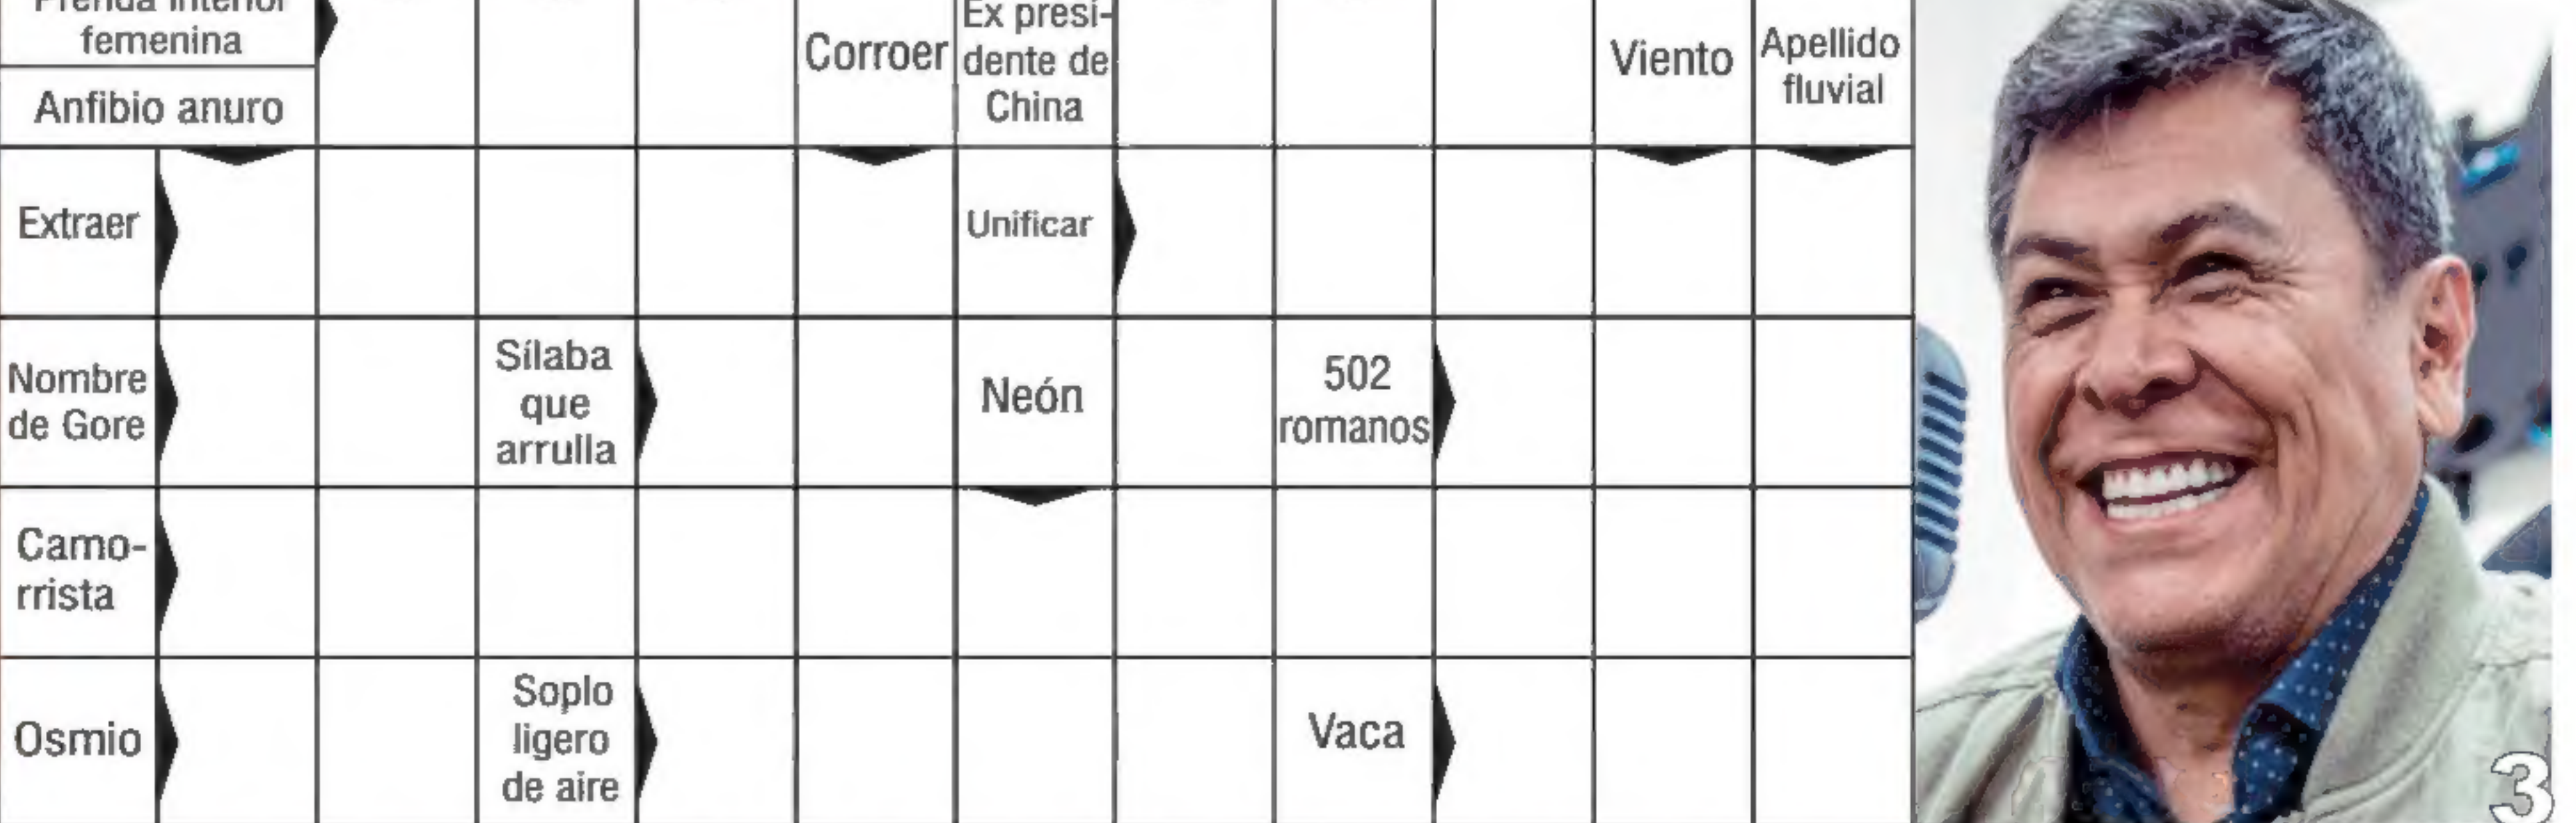 Prenda interior
femenina
Anfibio anuro
Corroer
Ex presi-
dente de
China
Viento
Apellido
fluvial
Extraer
Unificar
Nombre
de Gore
Sílaba
que
arrulla
Neón
502
romanos
Camo-
rrista
Osmio
Soplo
ligero
de aire
Vaca
3